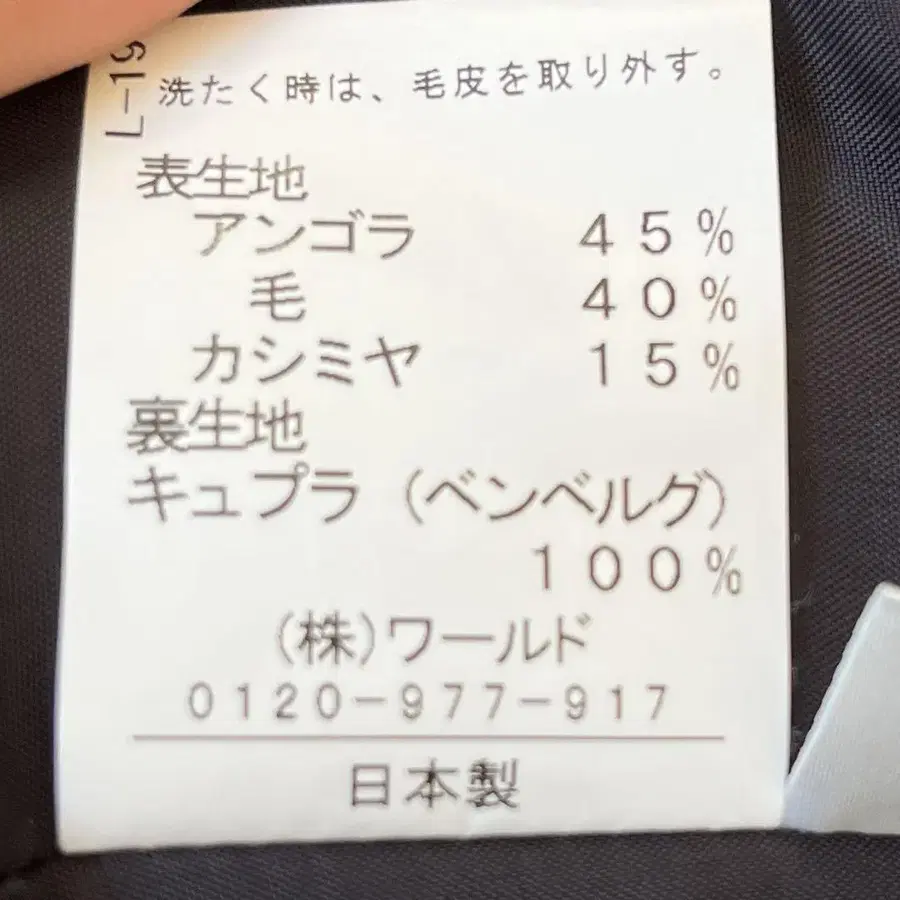 L-19
洗たく時は、毛皮を取り外す。
表生地
アンゴラ 45%
毛 40%
カシミヤ 15%
裏生地
キュプラ（ベンベルグ）
100%
（株）ワールド
0120-977-917
日本製